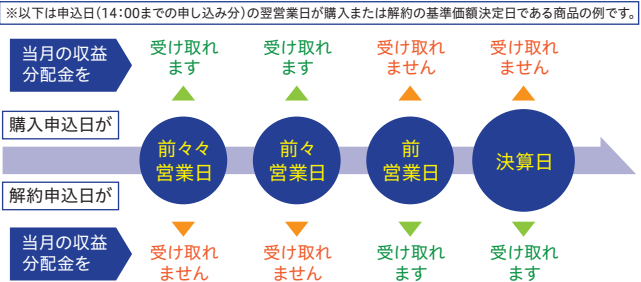 ※以下は申込日(14：00までの申し込み分)の翌営業日が購入または解約の基準価額決定日である商品の例です。
当月の収益
分配金を
受け取れ
ます
受け取れ
ます
受け取れ
ません
受け取れ
ません
購入申込日が
前々々
営業日
前々
営業日
前
営業日
決算日
解約申込日が
当月の収益
分配金を
受け取れ
ません
受け取れ
ません
受け取れ
ます
受け取れ
ます